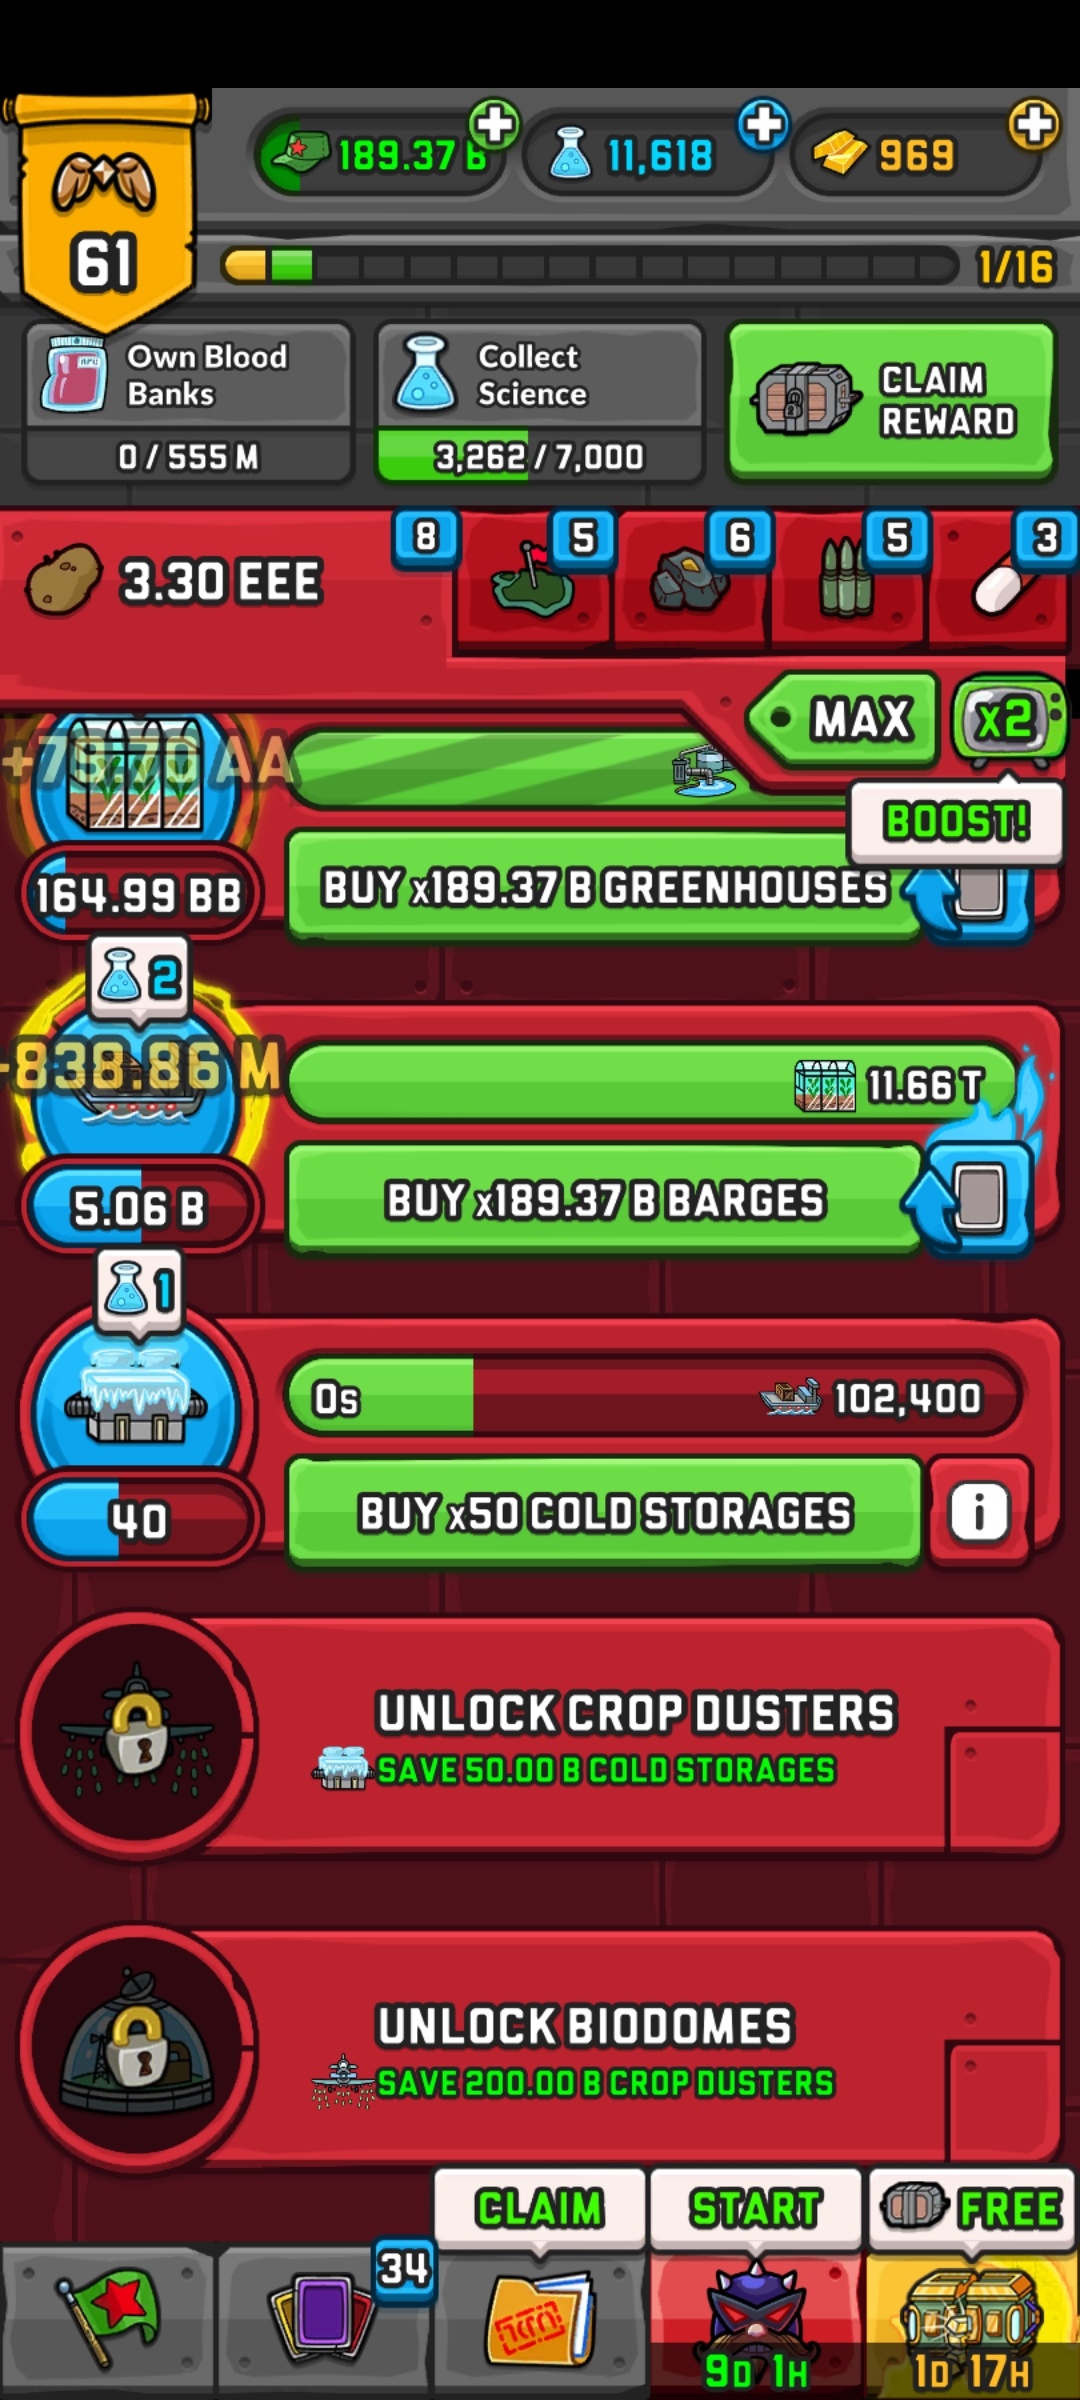 189.37 B
11,618
969
61
1/16
Own Blood
Banks
0 / 555 M
Collect
Science
3,262 / 7,000
CLAIM
REWARD
3.30 EEE
8
5
6
5
3
MAX
x2
BOOST!
+79.70 AA
164.99 BB
BUY x189.37 B GREENHOUSES
2
838.86 M
11.66 T
5.06 B
BUY x189.37 B BARGES
1
0s
102,400
40
BUY x50 COLD STORAGES
i
UNLOCK CROP DUSTERS
SAVE 50.00 B COLD STORAGES
UNLOCK BIODOMES
SAVE 200.00 B CROP DUSTERS
CLAIM
START
FREE
34
9D 1H
1D 17H